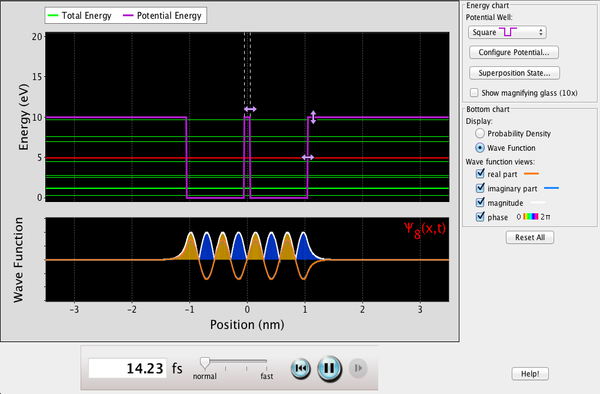 Total Energy Potential Energy
20
15
10
5
0
Energy (eV)
Ψ8(x,t)
Wave Function
-3 -2 -1 0 1 2 3
Position (nm)
14.23 fs
normal fast
Energy chart
Potential Well:
Square
Configure Potential...
Superposition State...
Show magnifying glass (10x)
Bottom chart
Display:
Probability Density
Wave Function
Wave function views:
real part
imaginary part
magnitude
phase 0 2π
Reset All
Help!